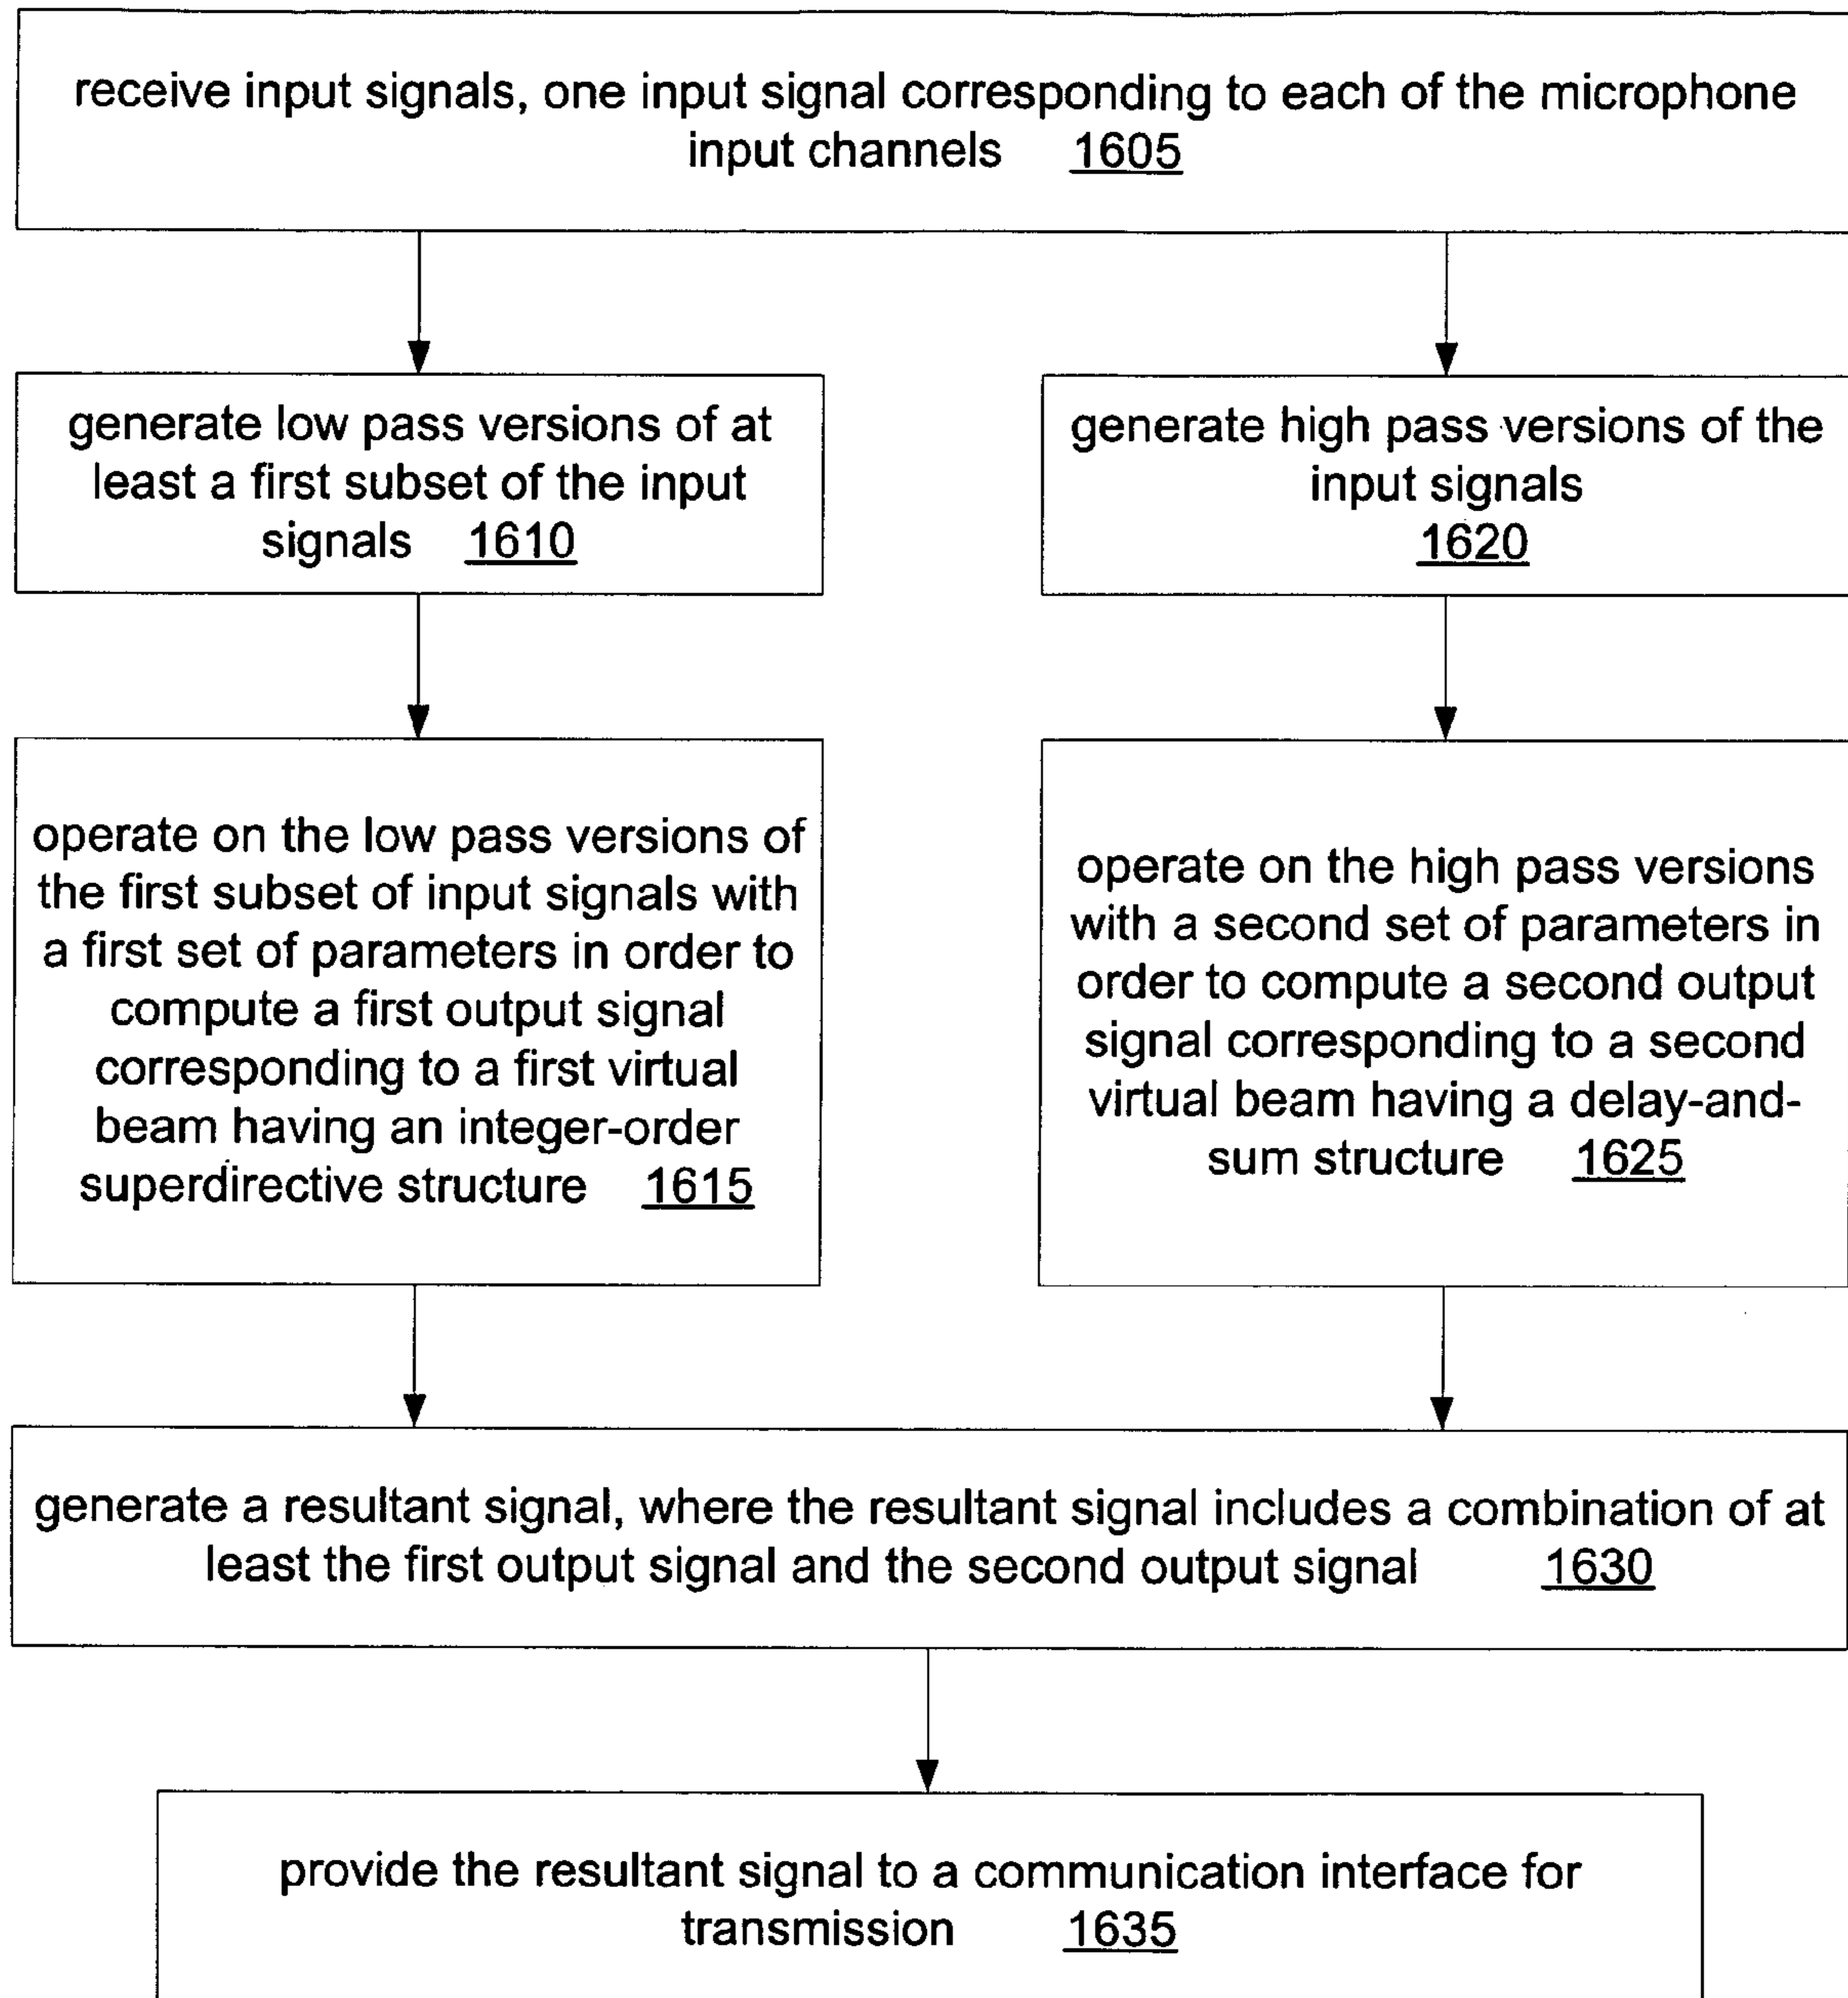 receive input signals, one input signal corresponding to each of the microphone
input channels 1605
generate low pass versions of at
least a first subset of the input
signals 1610
generate high pass versions of the
input signals
1620
operate on the low pass versions of
the first subset of input signals with
a first set of parameters in order to
compute a first output signal
corresponding to a first virtual
beam having an integer-order
superdirective structure 1615
operate on the high pass versions
with a second set of parameters in
order to compute a second output
signal corresponding to a second
virtual beam having a delay-and-
sum structure 1625
generate a resultant signal, where the resultant signal includes a combination of at
least the first output signal and the second output signal 1630
provide the resultant signal to a communication interface for
transmission 1635